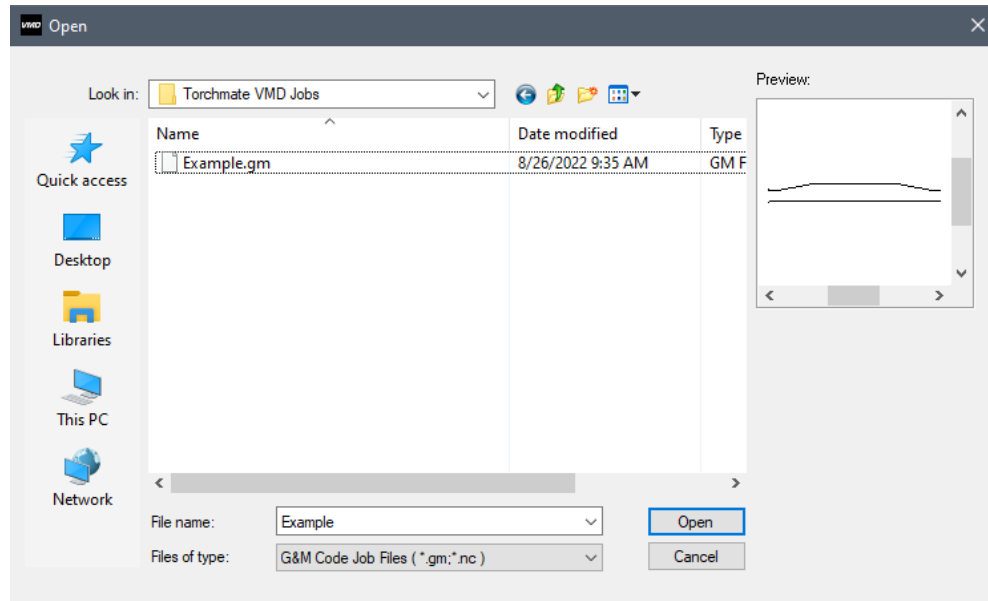 VMD Open
Look in: Torchmate VMD Jobs
Preview:
Name Date modified Type
Example.gm 8/26/2022 9:35 AM GM F
Quick access
Desktop
Libraries
This PC
Network
File name: Example Open
Files of type: G&M Code Job Files ( *.gm;*.nc ) Cancel